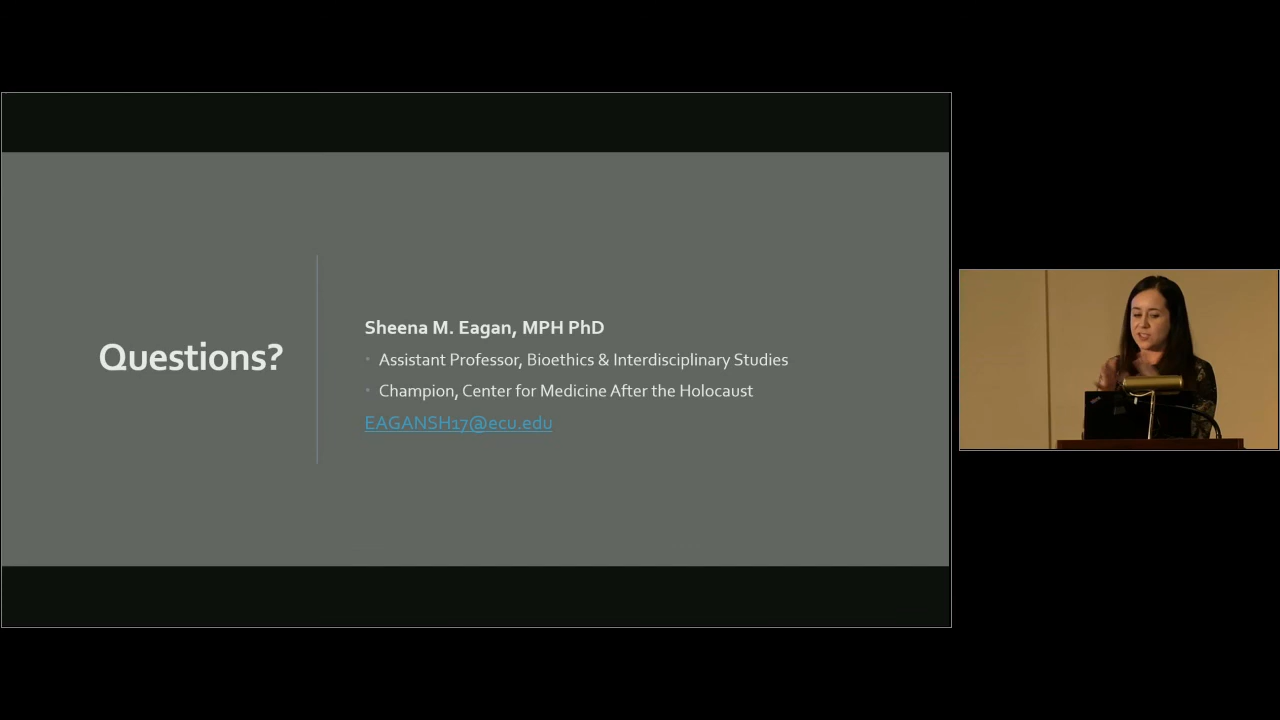 Questions?
Sheena M. Eagan, MPH PhD
Assistant Professor, Bioethics & Interdisciplinary Studies
Champion, Center for Medicine After the Holocaust
EAGANSH17@ecu.edu